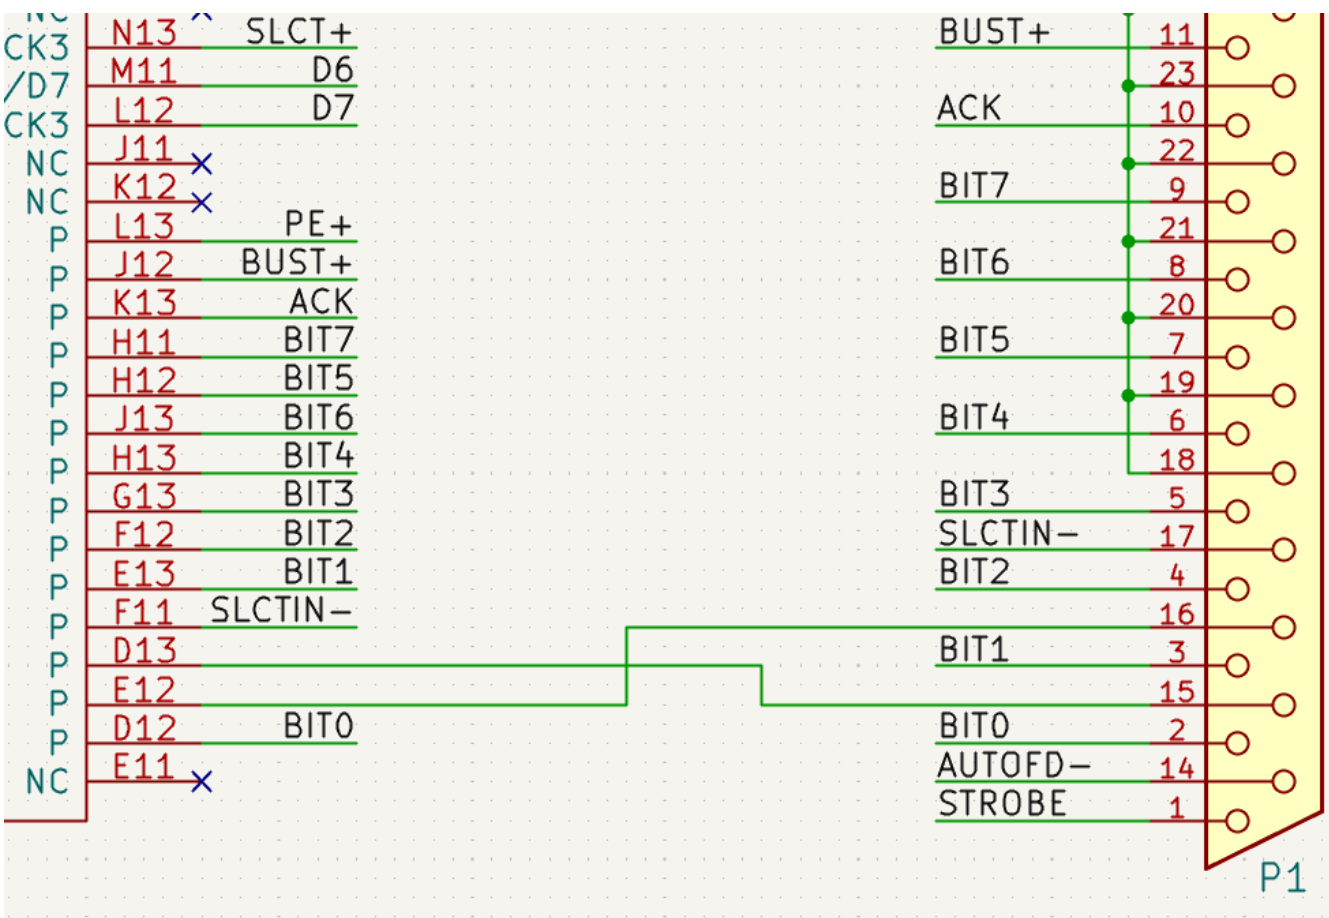 NC
CK3 N13 SLCT+ BUST+ 11
/D7 M11 D6 23
CK3 L12 D7 ACK 10
NC J11 22
NC K12 BIT7 9
P L13 PE+ 21
P J12 BUST+ BIT6 8
P K13 ACK 20
P H11 BIT7 BIT5 7
P H12 BIT5 19
P J13 BIT6 BIT4 6
P H13 BIT4 18
P G13 BIT3 BIT3 5
P F12 BIT2 SLCTIN- 17
P E13 BIT1 BIT2 4
P F11 SLCTIN- 16
P D13 BIT1 3
P E12 15
P D12 BIT0 BIT0 2
NC E11 AUTOFD- 14
STROBE 1
P1